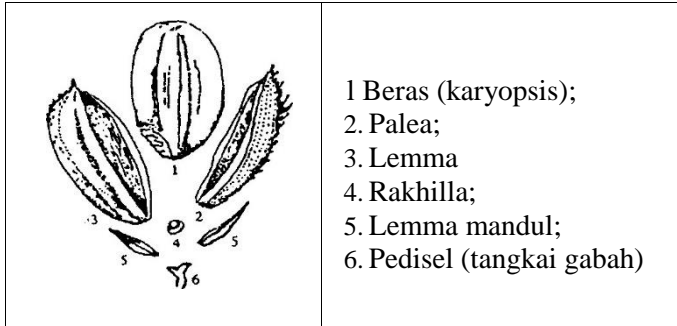 1
3
2
4
5
5
6
1 Beras (karyopsis);
2. Palea;
3. Lemma
4. Rakhilla;
5. Lemma mandul;
6. Pedisel (tangkai gabah)